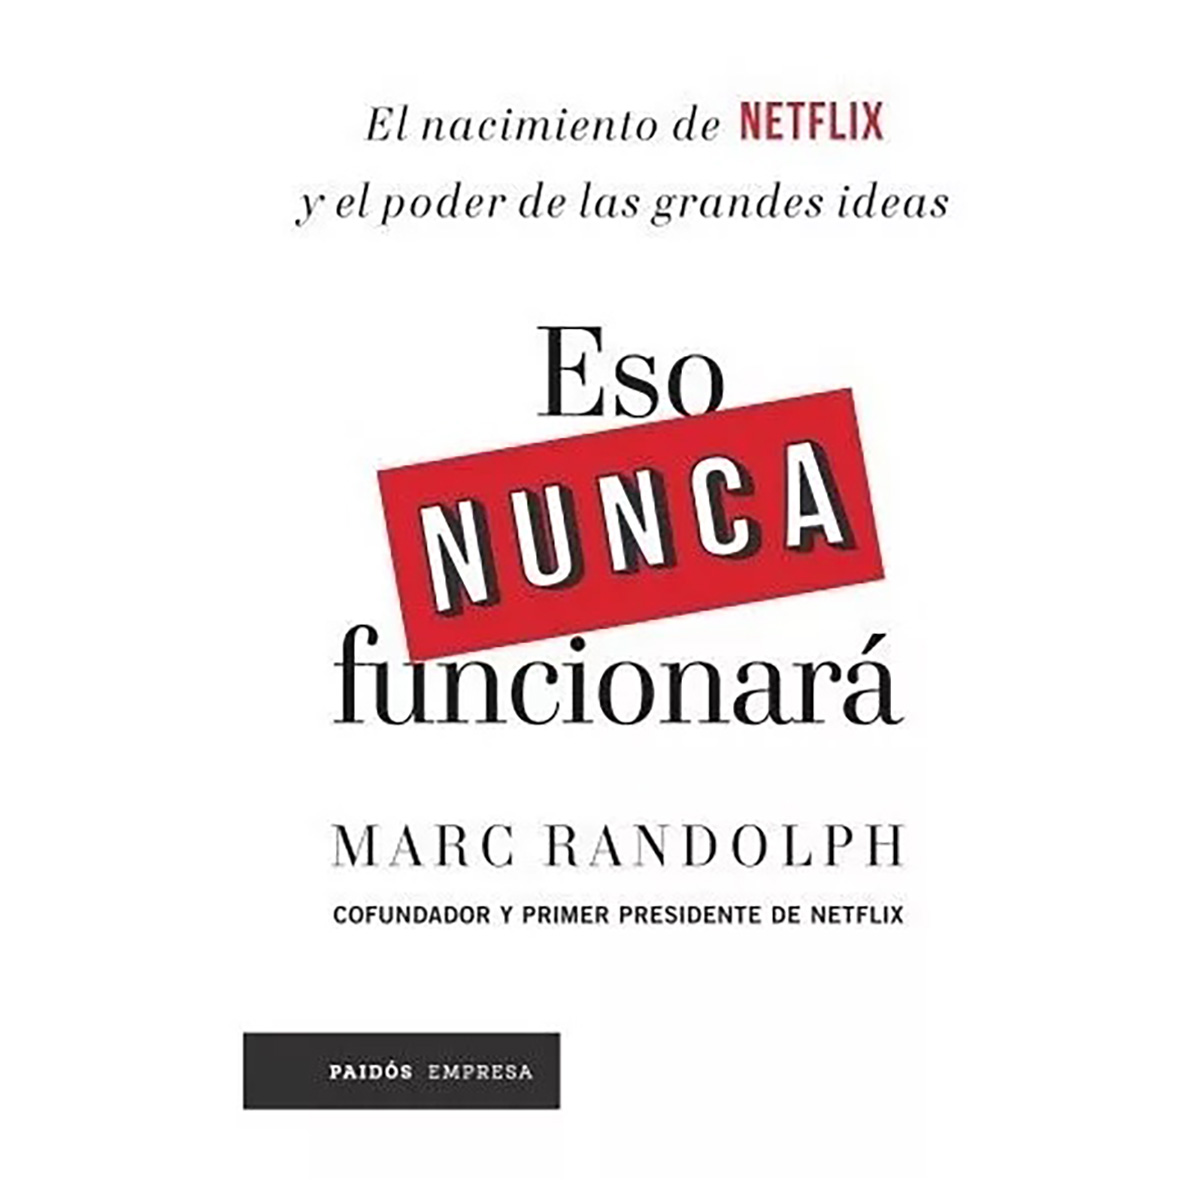 El nacimiento de NETFLIX
y el poder de las grandes ideas
Eso
NUNCA
funcionará
MARC RANDOLPH
COFUNDADOR Y PRIMER PRESIDENTE DE NETFLIX
PAIDÓS EMPRESA